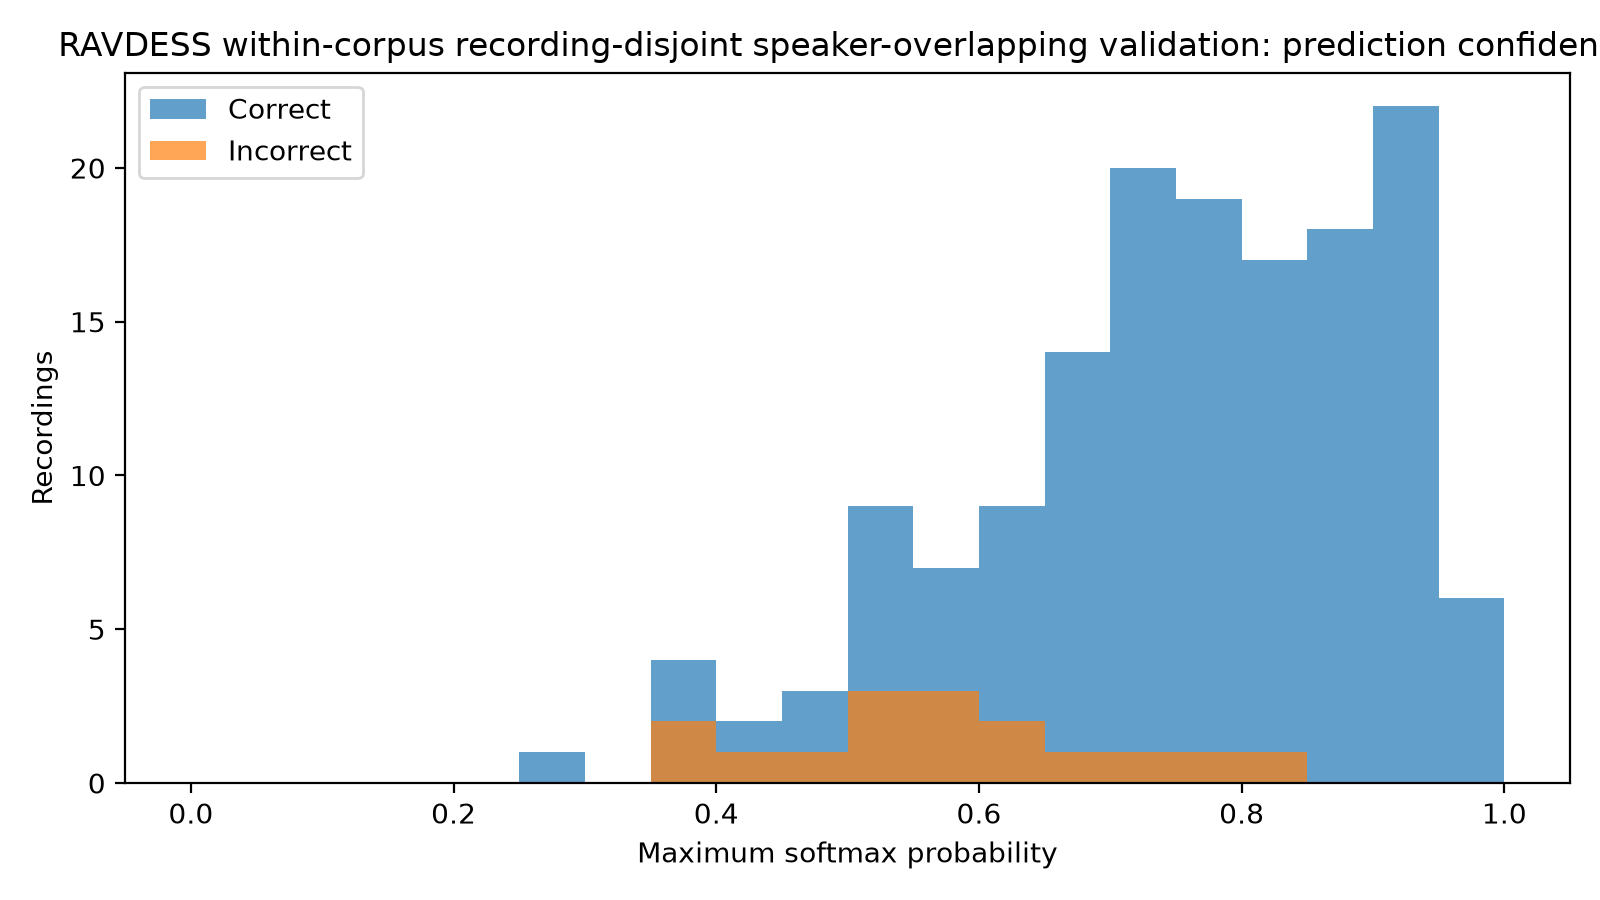 RAVDESS within-corpus recording-disjoint speaker-overlapping validation: prediction confiden
Correct
Incorrect
Recordings
20
15
10
5
0
0.0 0.2 0.4 0.6 0.8 1.0
Maximum softmax probability